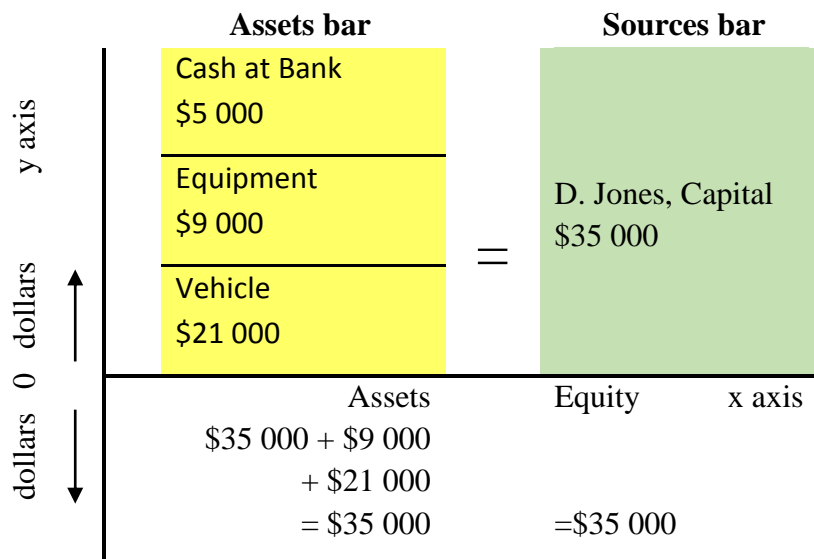 Assets bar
Sources bar
Cash at Bank
$5 000
Equipment
$9 000
Vehicle
$21 000
=
D. Jones, Capital
$35 000
y axis
dollars 0 dollars
Assets
Equity
x axis
$35 000 + $9 000
+ $21 000
= $35 000
=$35 000